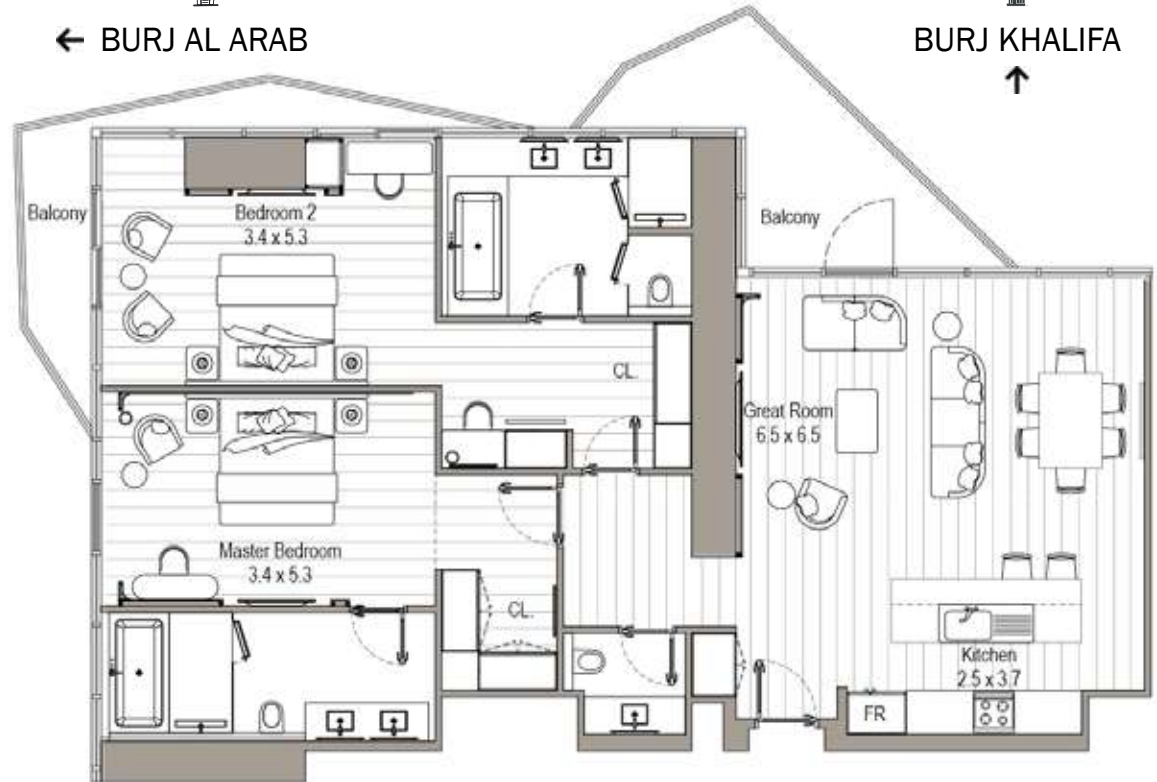 ← BURJ AL ARAB
BURJ KHALIFA
↑
Balcony
Bedroom 2
3.4 x 5.3
Balcony
CL.
Great Room
6.5 x 6.5
Master Bedroom
3.4 x 5.3
CL.
Kitchen
2.5 x 3.7
FR